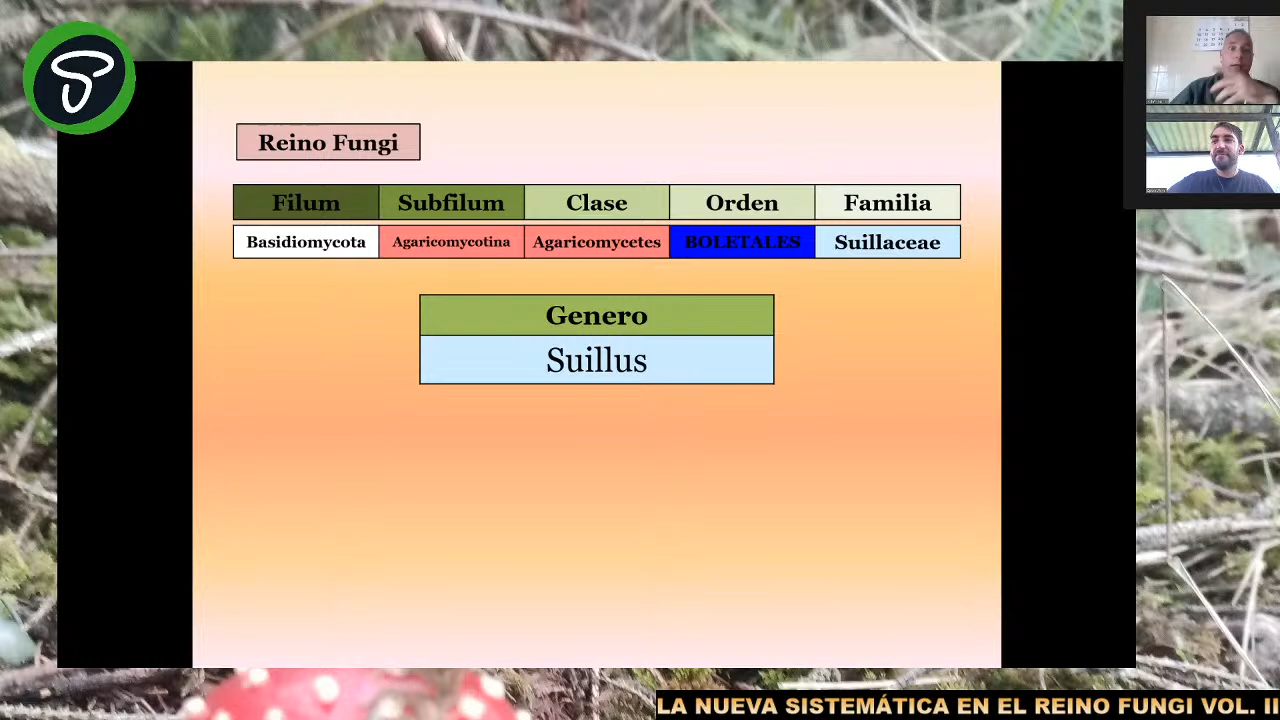 Reino Fungi
Filum Subfilum Clase Orden Familia
Basidiomycota Agaricomycotina Agaricomycetes BOLETALES Suillaceae
Genero
Suillus
LA NUEVA SISTEMÁTICA EN EL REINO FUNGI VOL. II